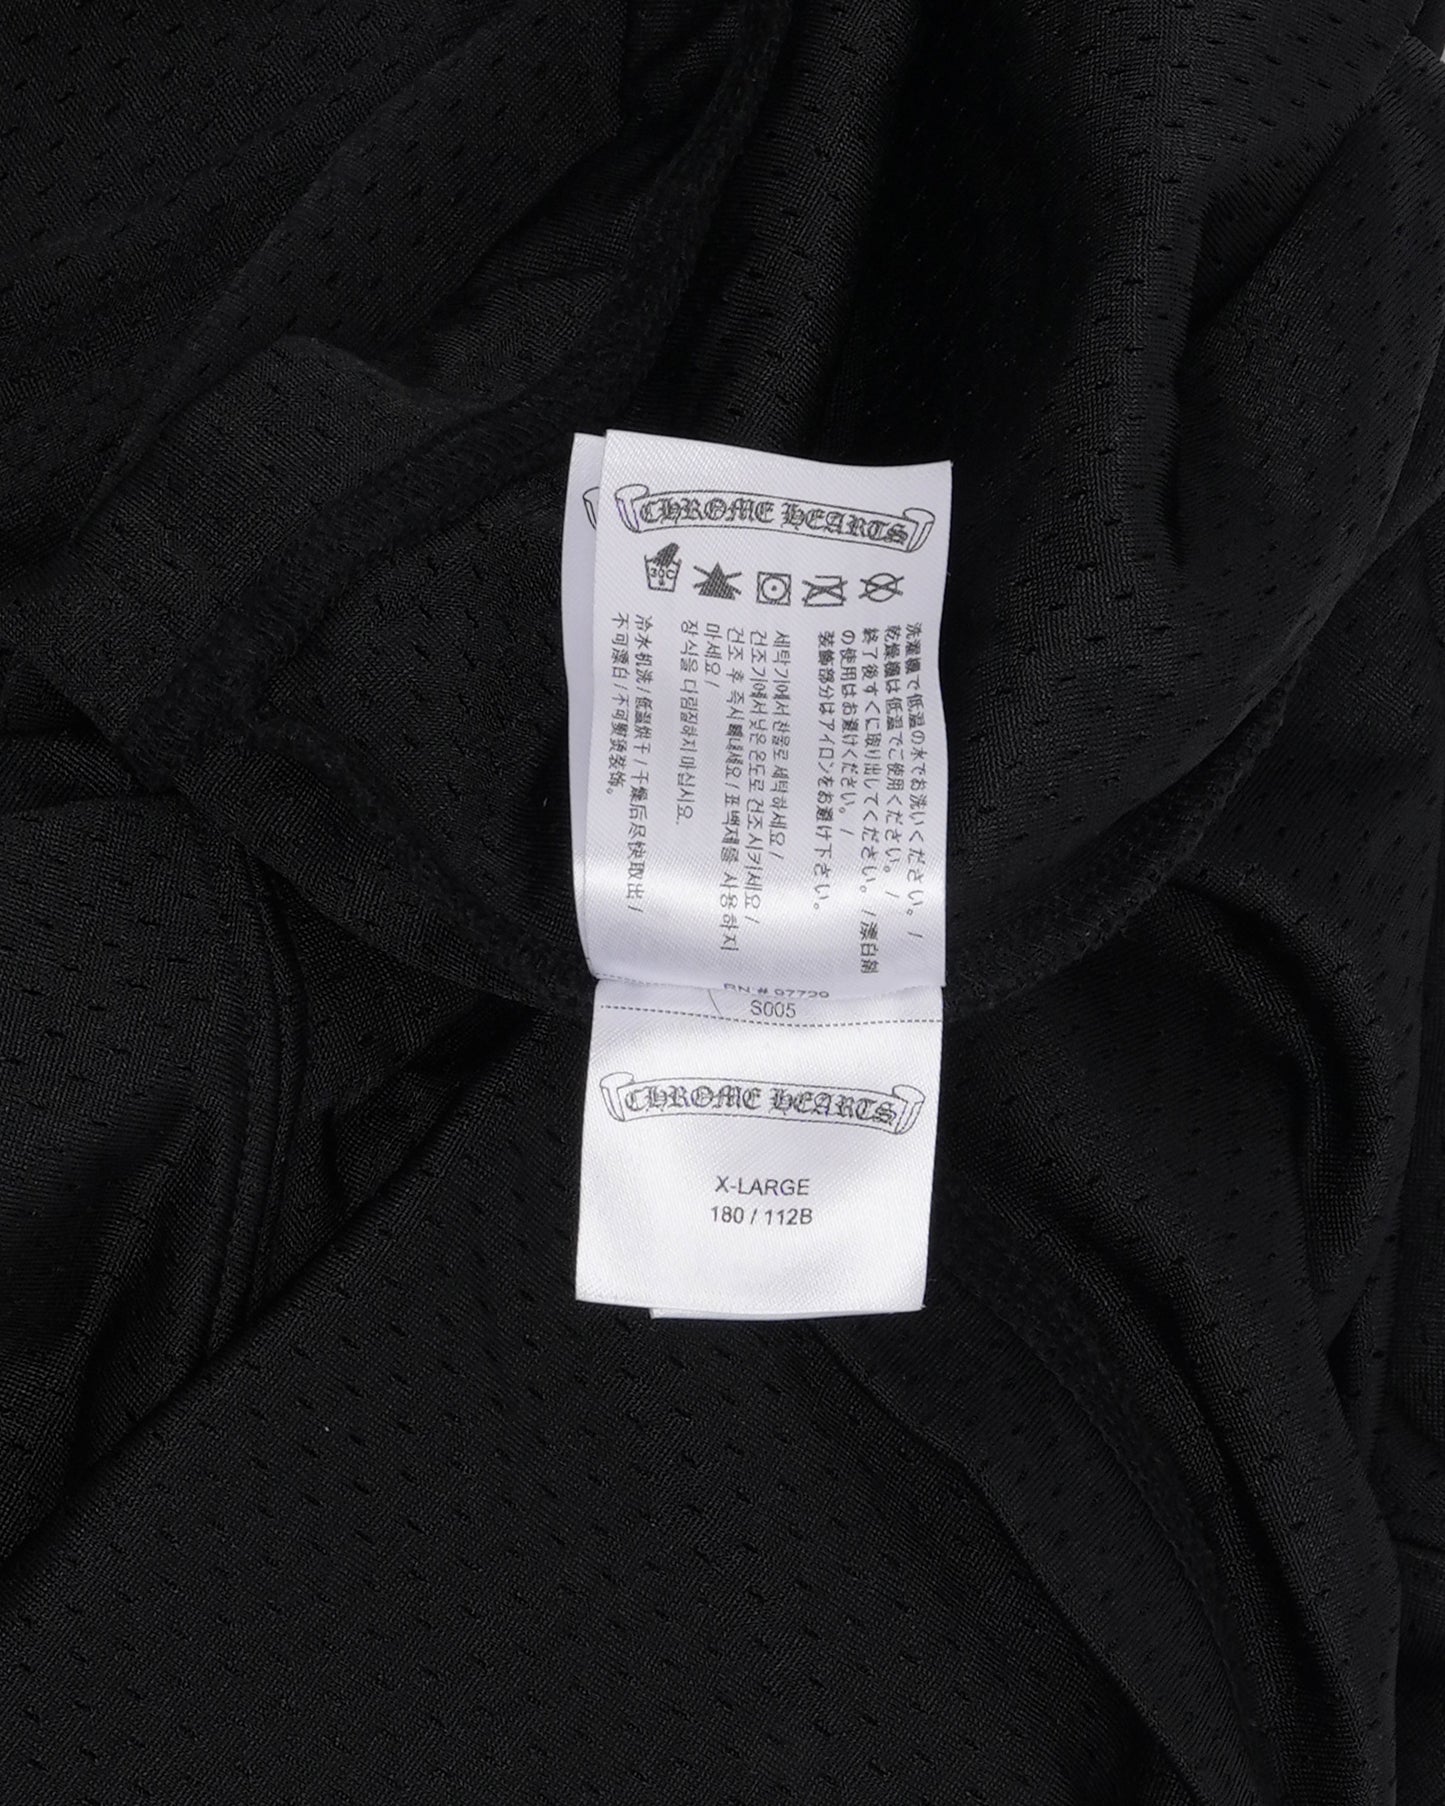 CHROME HEARTS
30C
洗濯機で低温の水でお洗いください。/
乾燥機は低温でご使用ください。/
終了後すぐに取り出してください。/漂白剤
の使用はお避けください。/
装飾部分はアイロンをお避け下さい。
세탁기에서 찬물로 세탁하세요/
건조기에서 낮은 온도로 건조시키세요/
건조 후 즉시 빼내세요/표백제를 사용하지
마세요/
장식을 다림질하지 마십시요.
冷水机洗/低温烘干/干燥后尽快取出/
不可漂白/不可熨烫装饰。
RN # 97729
S005
CHROME HEARTS
X-LARGE
180 / 112B